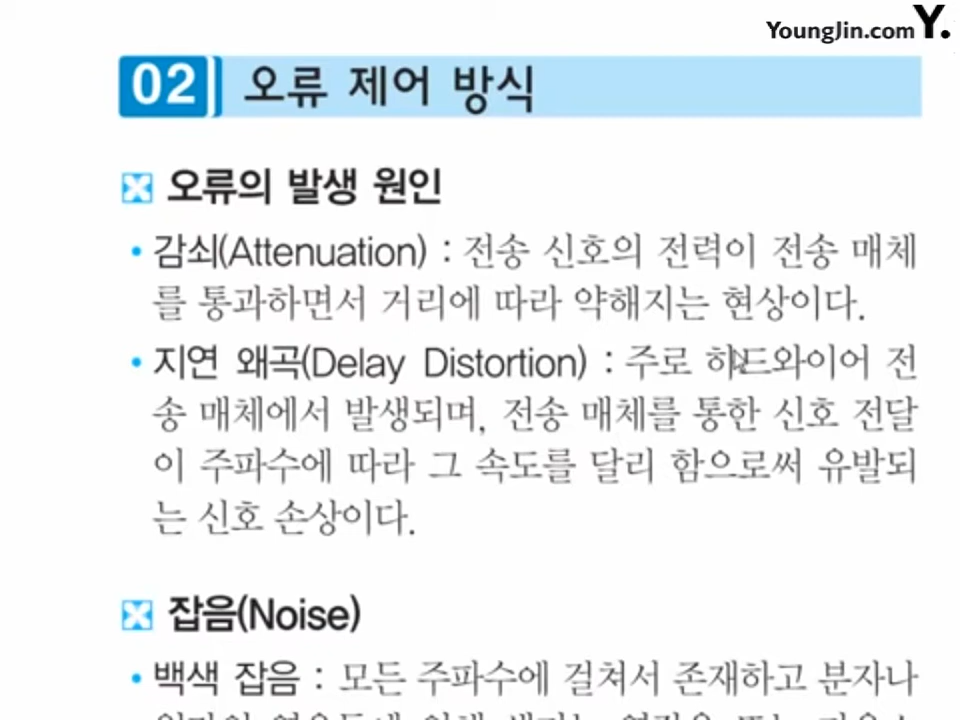 YoungJin.com Y.
02 오류 제어 방식
오류의 발생 원인
• 감쇠(Attenuation) : 전송 신호의 전력이 전송 매체
를 통과하면서 거리에 따라 약해지는 현상이다.
• 지연 왜곡(Delay Distortion) : 주로 하드와이어 전
송 매체에서 발생되며, 전송 매체를 통한 신호 전달
이 주파수에 따라 그 속도를 달리 함으로써 유발되
는 신호 손상이다.
잡음(Noise)
• 백색 잡음 : 모든 주파수에 걸쳐서 존재하고 분자나